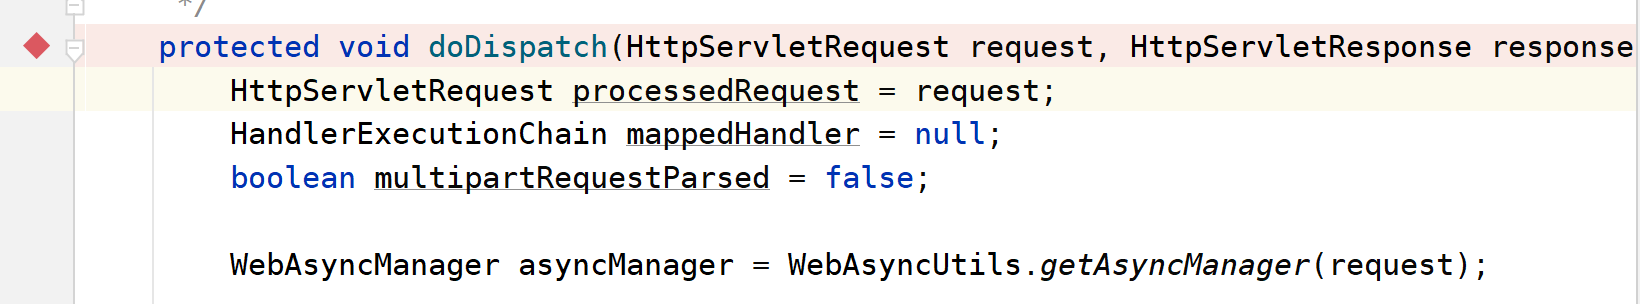 */
protected void doDispatch(HttpServletRequest request, HttpServletResponse response
HttpServletRequest processedRequest = request;
HandlerExecutionChain mappedHandler = null;
boolean multipartRequestParsed = false;
WebAsyncManager asyncManager = WebAsyncUtils.getAsyncManager(request);